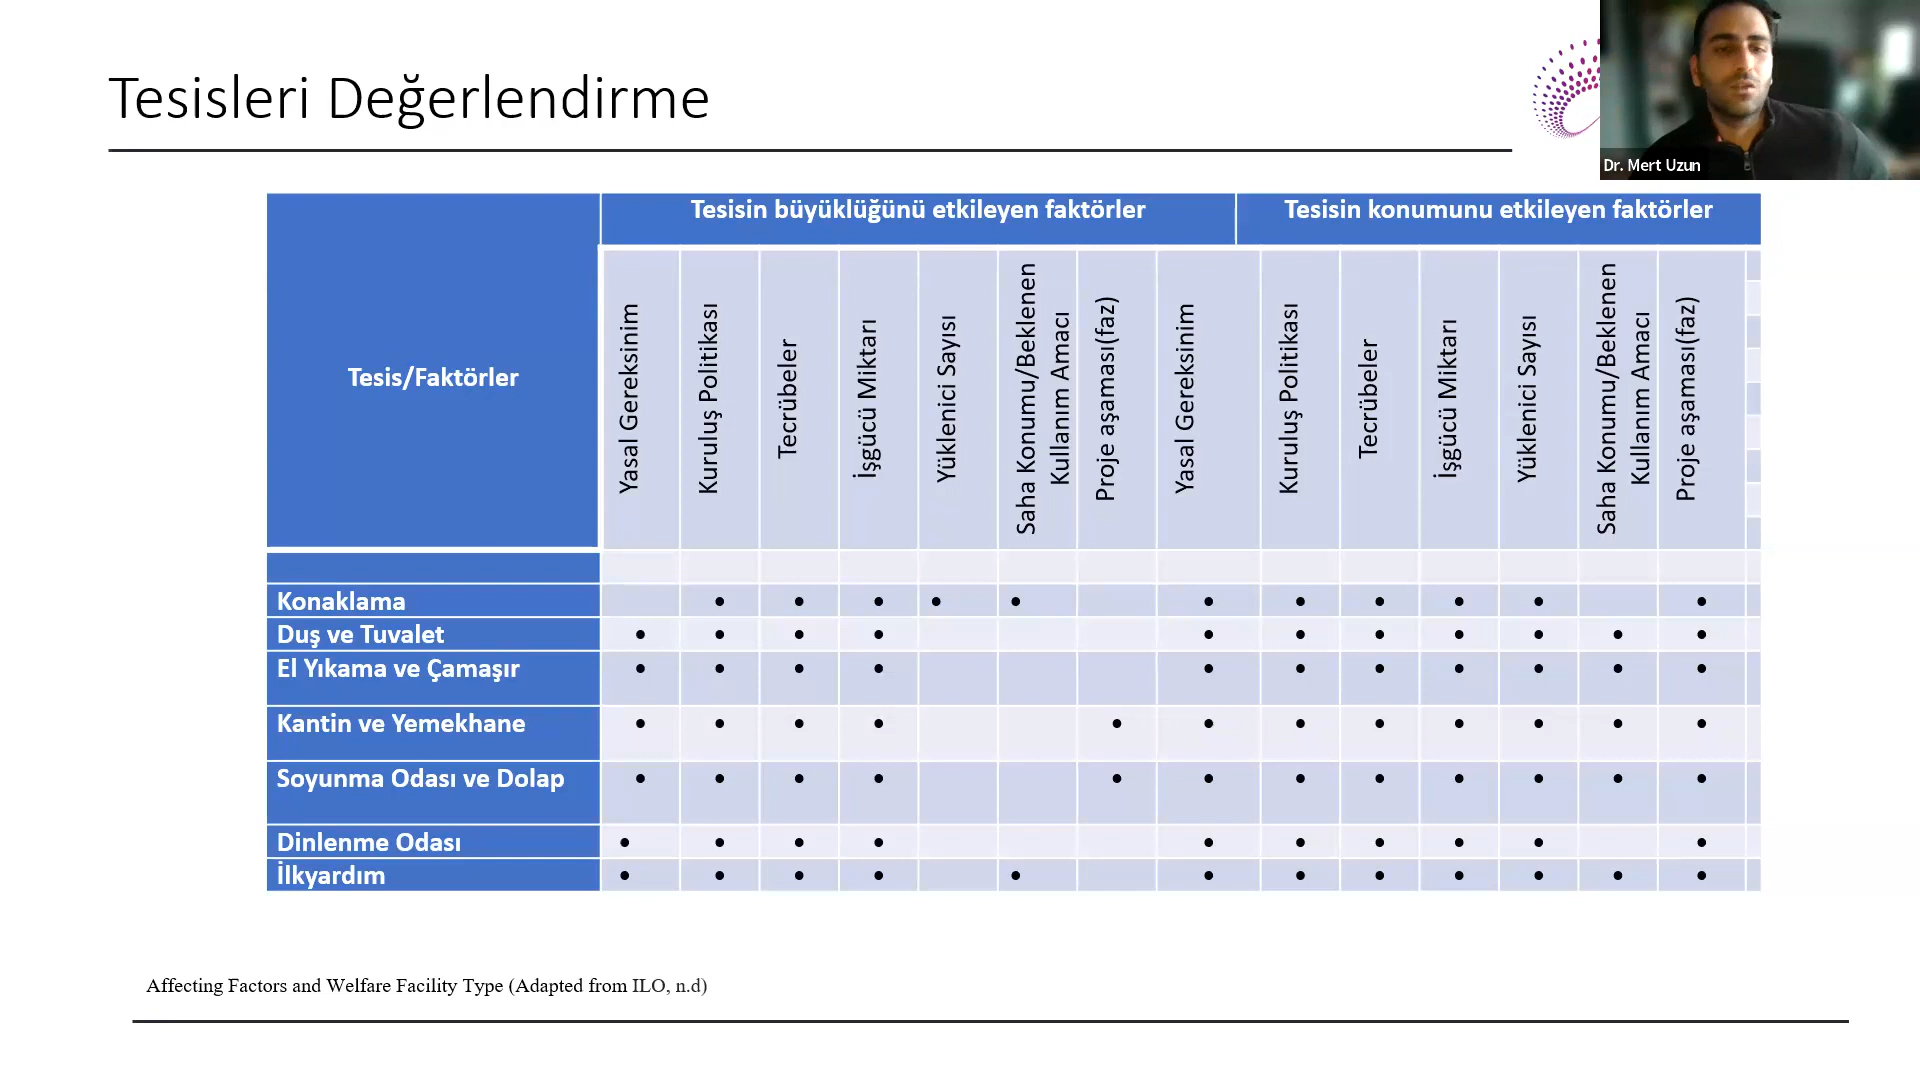 Tesisleri Değerlendirme
Dr. Mert Uzun
Tesis/Faktörler
Tesisin büyüklüğünü etkileyen faktörler
Tesisin konumunu etkileyen faktörler
Yasal Gereksinim
Kuruluş Politikası
Tecrübeler
İşgücü Miktarı
Yüklenici Sayısı
Saha Konumu/Beklenen
Kullanım Amacı
Proje aşaması(faz)
Yasal Gereksinim
Kuruluş Politikası
Tecrübeler
İşgücü Miktarı
Yüklenici Sayısı
Saha Konumu/Beklenen
Kullanım Amacı
Proje aşaması(faz)
Konaklama
Duş ve Tuvalet
El Yıkama ve Çamaşır
Kantin ve Yemekhane
Soyunma Odası ve Dolap
Dinlenme Odası
İlkyardım
Affecting Factors and Welfare Facility Type (Adapted from ILO, n.d)